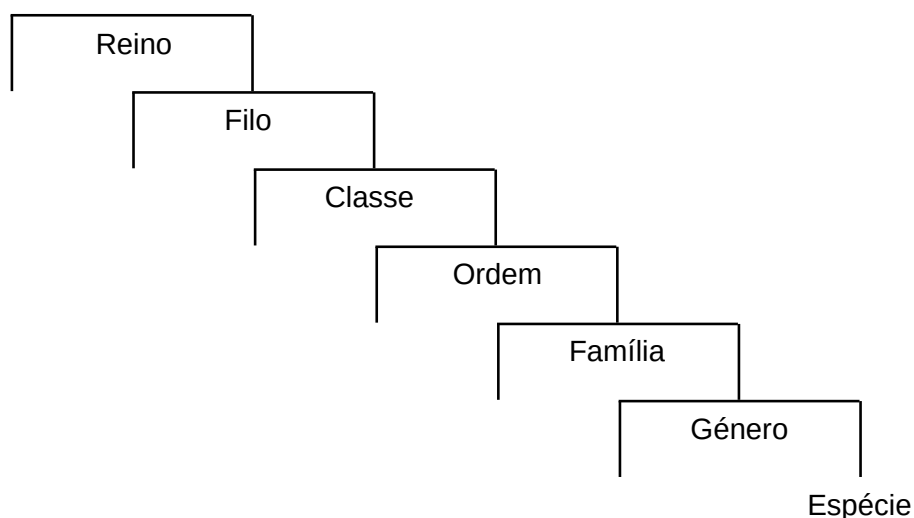 Reino
Filo
Classe
Ordem
Família
Género
Espécie